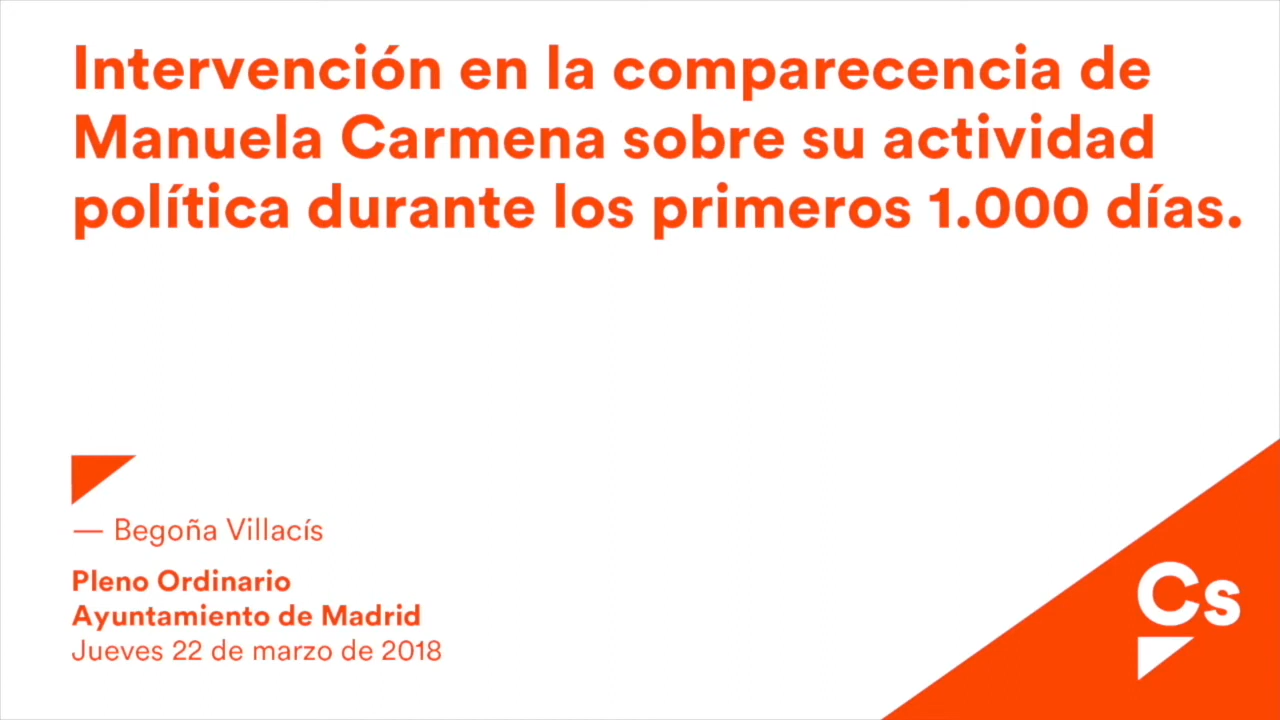 Intervención en la comparecencia de
Manuela Carmena sobre su actividad
política durante los primeros 1.000 días.
— Begoña Villacís
Pleno Ordinario
Ayuntamiento de Madrid
Jueves 22 de marzo de 2018
Cs